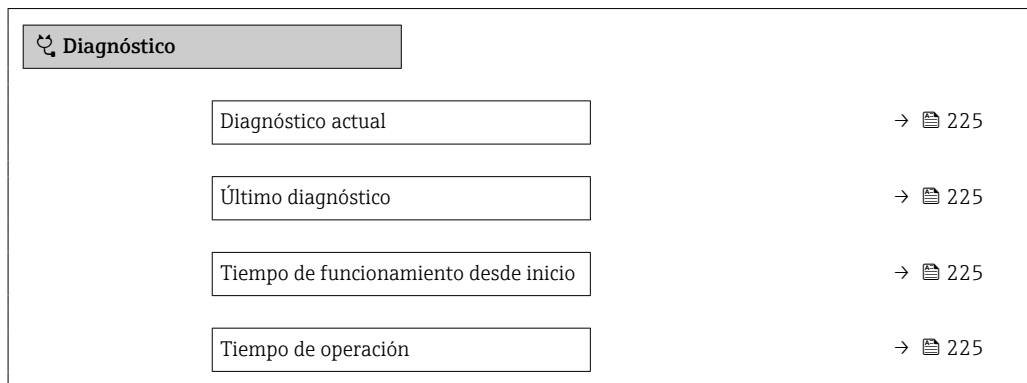 Diagnóstico
Diagnóstico actual → 225
Último diagnóstico → 225
Tiempo de funcionamiento desde inicio → 225
Tiempo de operación → 225